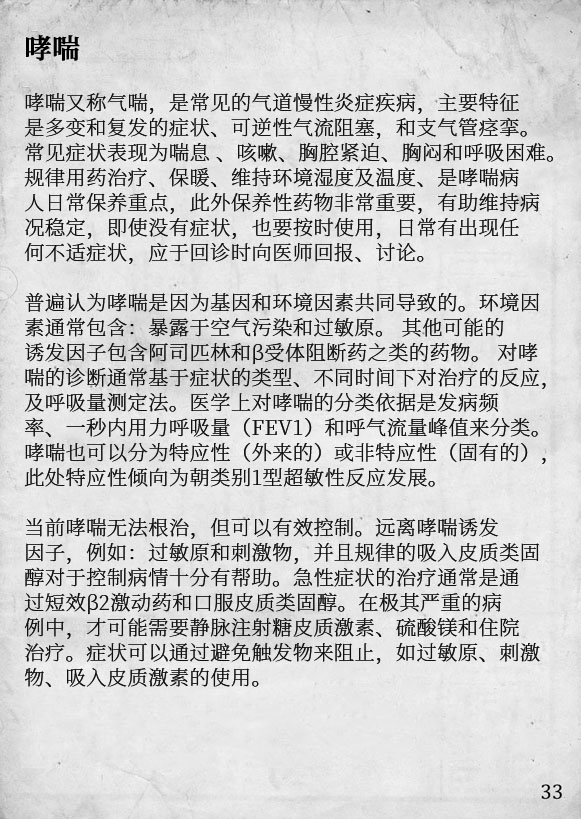 哮喘
哮喘又称气喘，是常见的气道慢性炎症疾病，主要特征
是多变和复发的症状、可逆性气流阻塞，和支气管痉挛。
常见症状表现为喘息 、咳嗽、胸腔紧迫、胸闷和呼吸困难。
规律用药治疗、保暖、维持环境湿度及温度、是哮喘病
人日常保养重点，此外保养性药物非常重要，有助维持病
况稳定，即使没有症状，也要按时使用，日常有出现任
何不适症状，应于回诊时向医师回报、讨论。
普遍认为哮喘是因为基因和环境因素共同导致的。环境因
素通常包含：暴露于空气污染和过敏原。 其他可能的
诱发因子包含阿司匹林和β受体阻断药之类的药物。 对哮
喘的诊断通常基于症状的类型、不同时间下对治疗的反应，
及呼吸量测定法。医学上对哮喘的分类依据是发病频
率、一秒内用力呼吸量（FEV1）和呼气流量峰值来分类。
哮喘也可以分为特应性（外来的）或非特应性（固有的），
此处特应性倾向为朝类别1型超敏性反应发展。
当前哮喘无法根治，但可以有效控制。远离哮喘诱发
因子，例如：过敏原和刺激物，并且规律的吸入皮质类固
醇对于控制病情十分有帮助。急性症状的治疗通常是通
过短效β2激动药和口服皮质类固醇。在极其严重的病
例中，才可能需要静脉注射糖皮质激素、硫酸镁和住院
治疗。症状可以通过避免触发物来阻止，如过敏原、刺激
物、吸入皮质激素的使用。
33